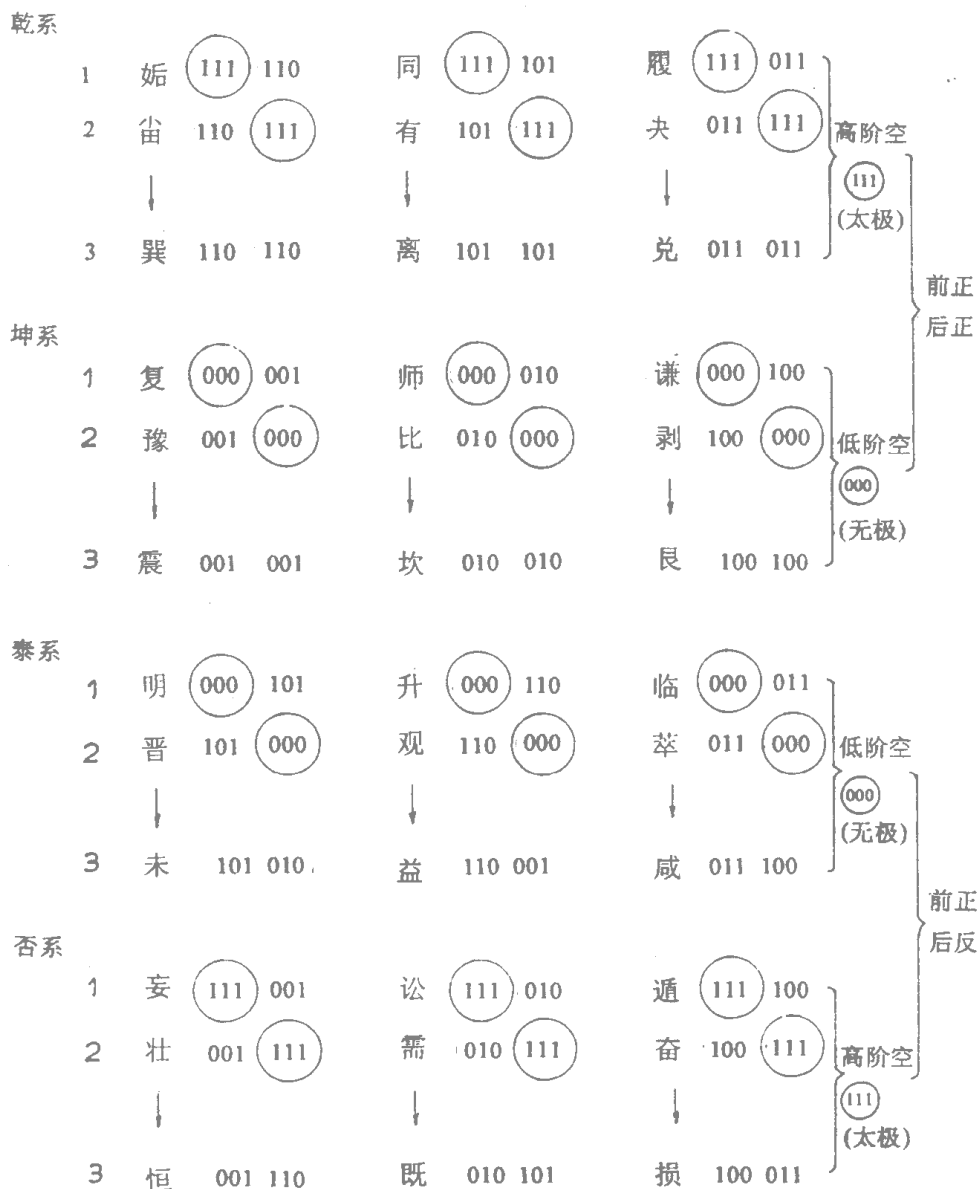 乾系
1 姤 111 110 同 111 101 履 111 011
2 畄 110 111 有 101 111 夬 011 111 高阶空
111
(太极)
3 巽 110 110 离 101 101 兑 011 011
前正
后正
坤系
1 复 000 001 师 000 010 谦 000 100
2 豫 001 000 比 010 000 剥 100 000 低阶空
000
(无极)
3 震 001 001 坎 010 010 艮 100 100
泰系
1 明 000 101 升 000 110 临 000 011
2 晋 101 000 观 110 000 萃 011 000 低阶空
000
(无极)
3 未 101 010 益 110 001 咸 011 100
前正
后反
否系
1 妄 111 001 讼 111 010 遁 111 100
2 壮 001 111 需 010 111 奋 100 111 高阶空
111
(太极)
3 恒 001 110 既 010 101 损 100 011